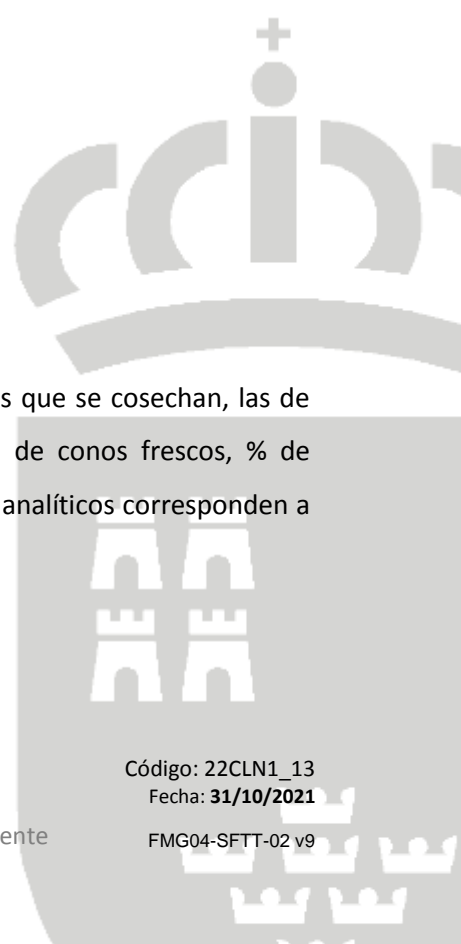 s que se cosechan, las de
de conos frescos, % de
analíticos corresponden a
Código: 22CLN1_13
Fecha: 31/10/2021
ente
FMG04-SFTT-02 v9